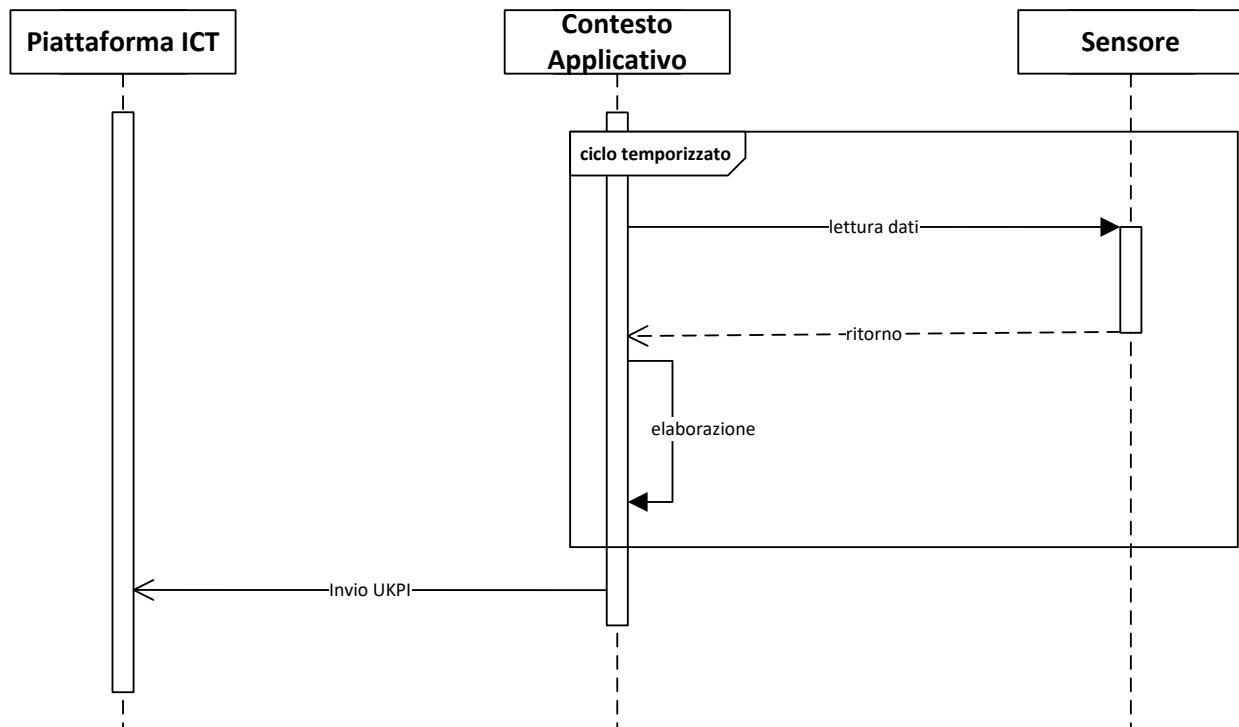 Piattaforma ICT
Contesto
Applicativo
Sensore
ciclo temporizzato
lettura dati
ritorno
elaborazione
Invio UKPI